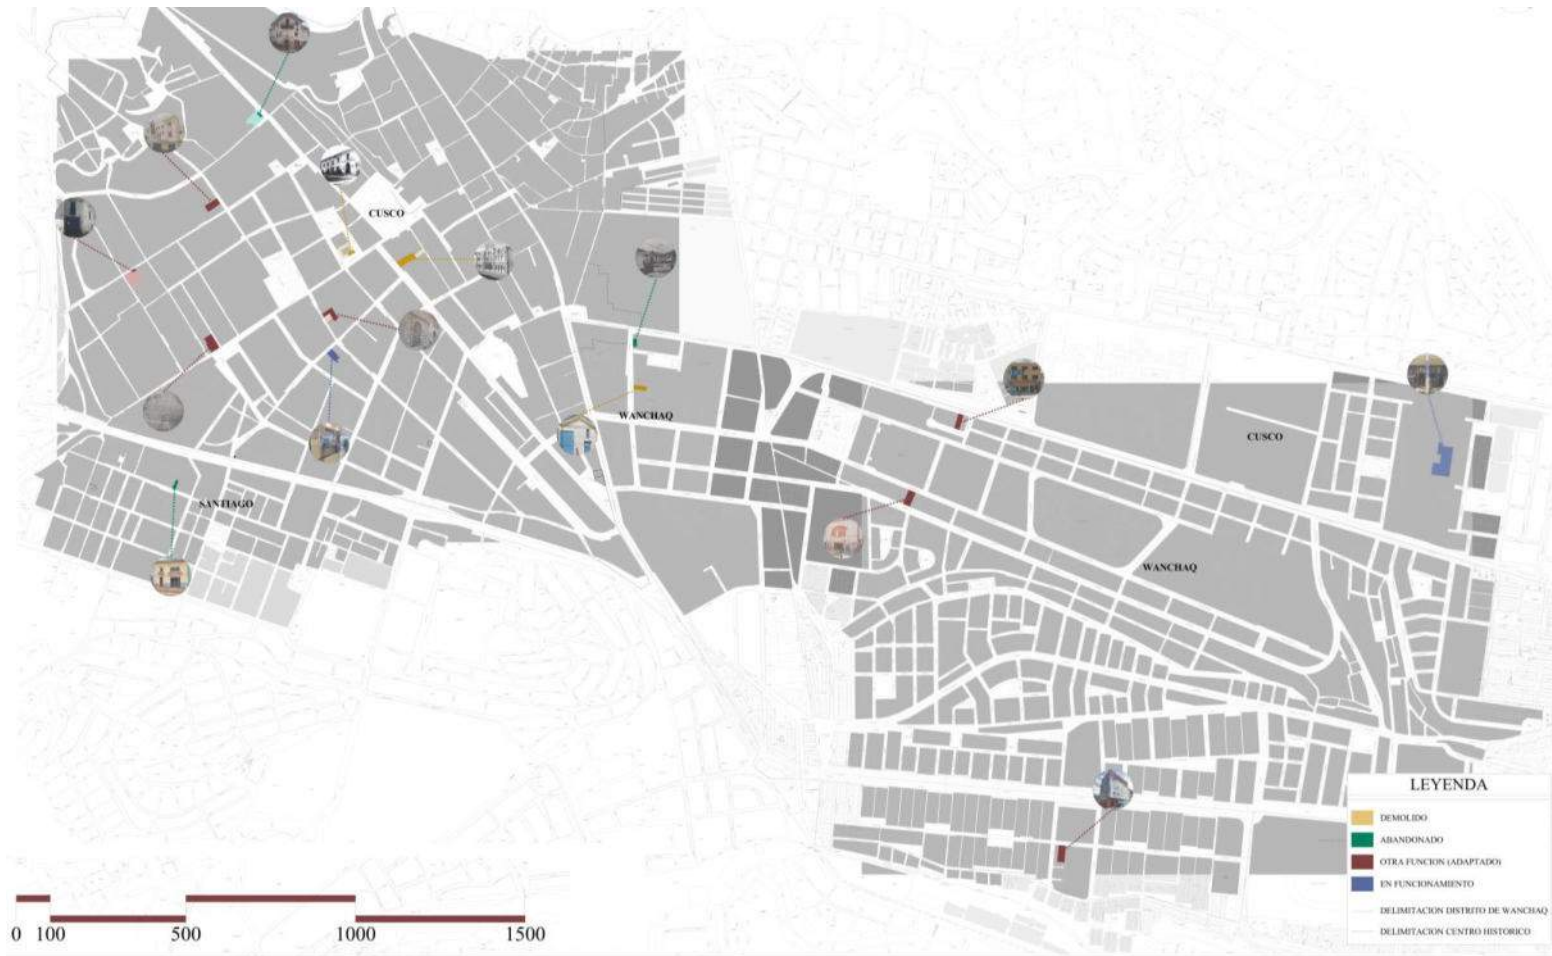 CUSCO
WANCHAQ
CUSCO
SANTIAGO
WANCHAQ
LEYENDA
DEMOLIDO
ABANDONADO
OTRA FUNCION (ADAPTADO)
EN FUNCIONAMIENTO
DELIMITACION DISTRITO DE WANCHAQ
DELIMITACION CENTRO HISTORICO
0 100 500 1000 1500